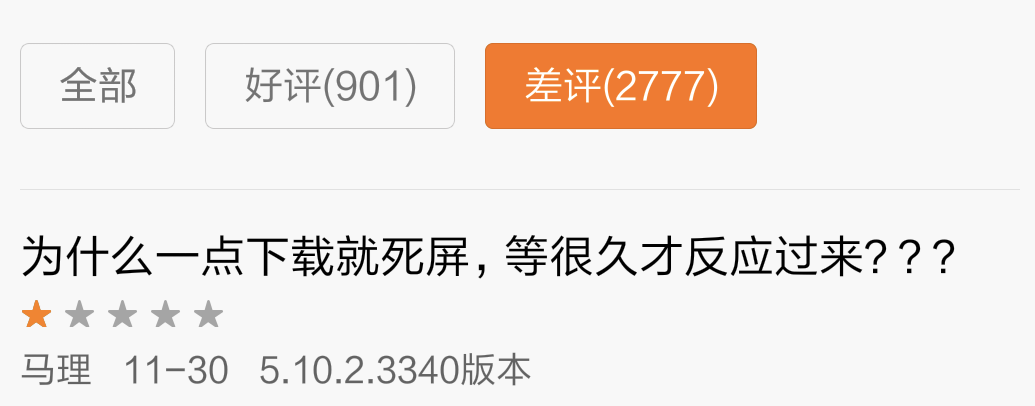 全部 好评(901) 差评(2777)
为什么一点下载就死屏，等很久才反应过来？？？
马理 11-30 5.10.2.3340版本